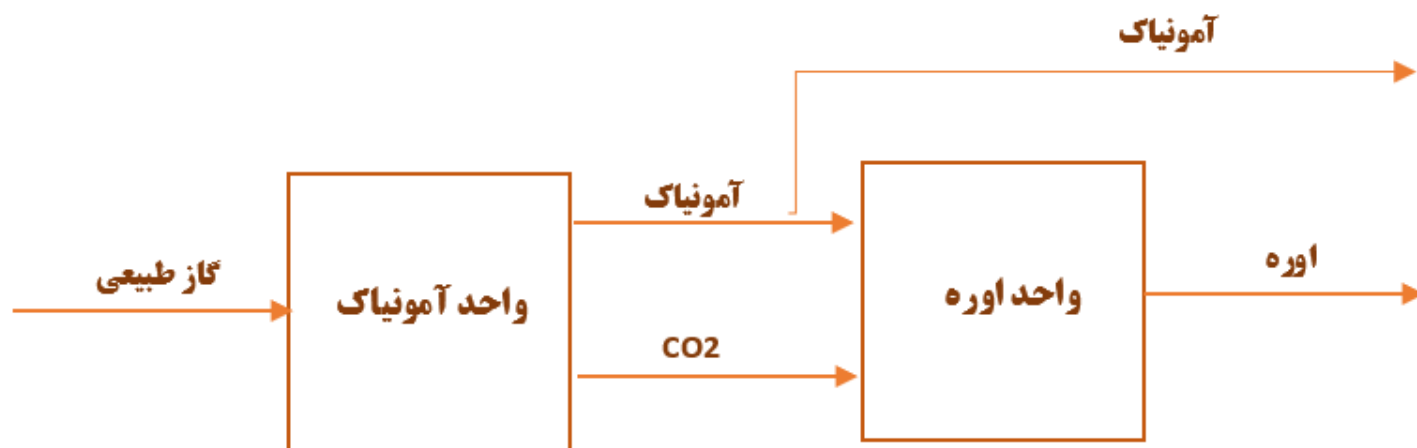 آمونیاک
آمونیاک
گاز طبیعی
واحد آمونیاک
واحد اوره
اوره
CO2